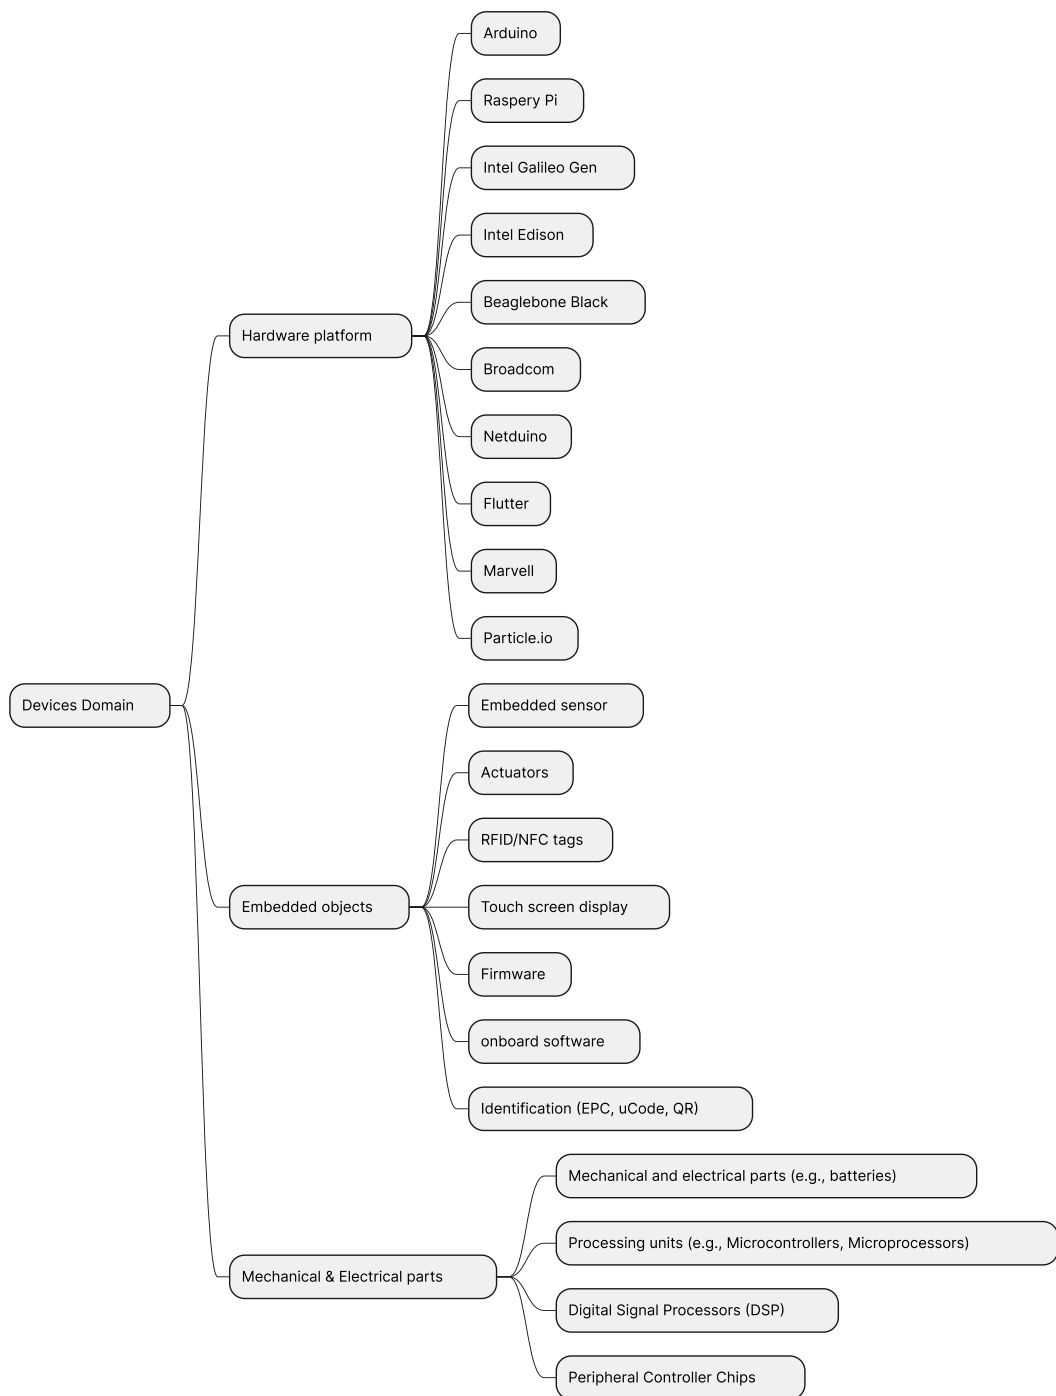 Arduino
Raspery Pi
Intel Galileo Gen
Intel Edison
Beaglebone Black
Hardware platform
Broadcom
Netduino
Flutter
Marvell
Particle.io
Devices Domain
Embedded sensor
Actuators
RFID/NFC tags
Embedded objects
Touch screen display
Firmware
onboard software
Identification (EPC, uCode, QR)
Mechanical and electrical parts (e.g., batteries)
Processing units (e.g., Microcontrollers, Microprocessors)
Mechanical & Electrical parts
Digital Signal Processors (DSP)
Peripheral Controller Chips